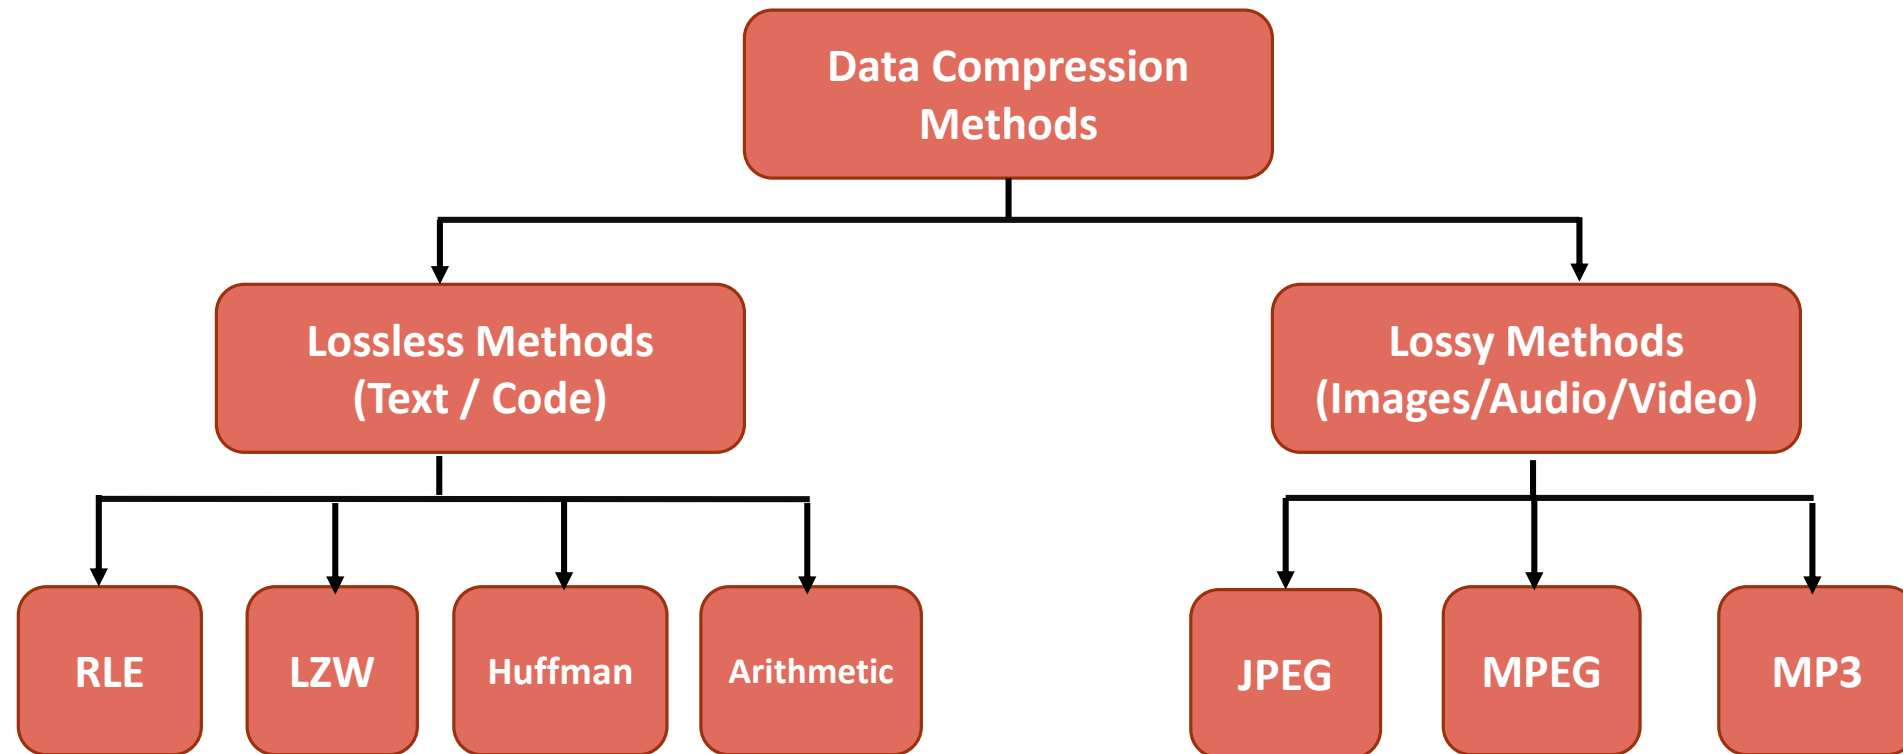 Data Compression
Methods
Lossless Methods
(Text / Code)
Lossy Methods
(Images/Audio/Video)
RLE
LZW
Huffman
Arithmetic
JPEG
MPEG
MP3